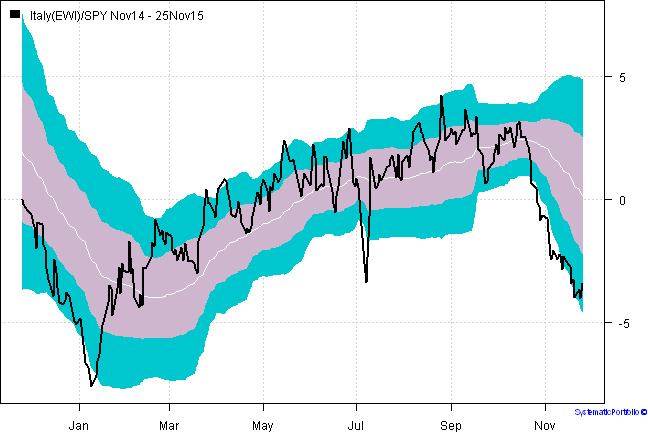 Italy(EWI)/SPY Nov14 - 25Nov15
5
0
-5
Jan Mar May Jul Sep Nov
SystematicPortfolio ©